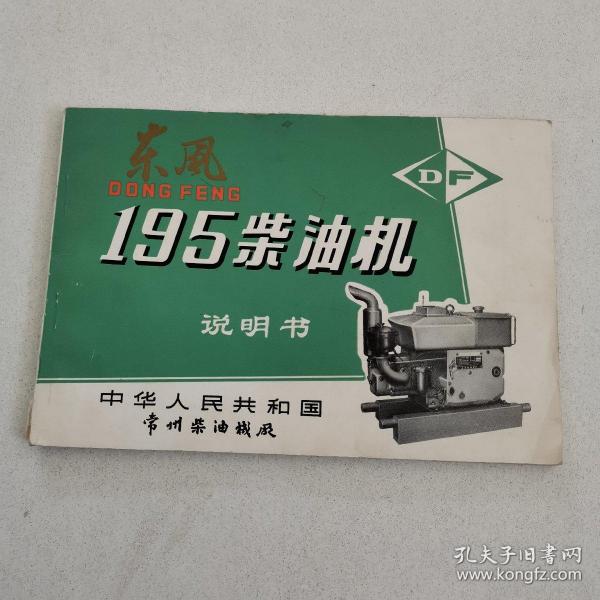 东風
DONG FENG
DF
195柴油机
说明书
中华人民共和国
常州柴油機厰
孔夫子旧書网
www.kongfz.com